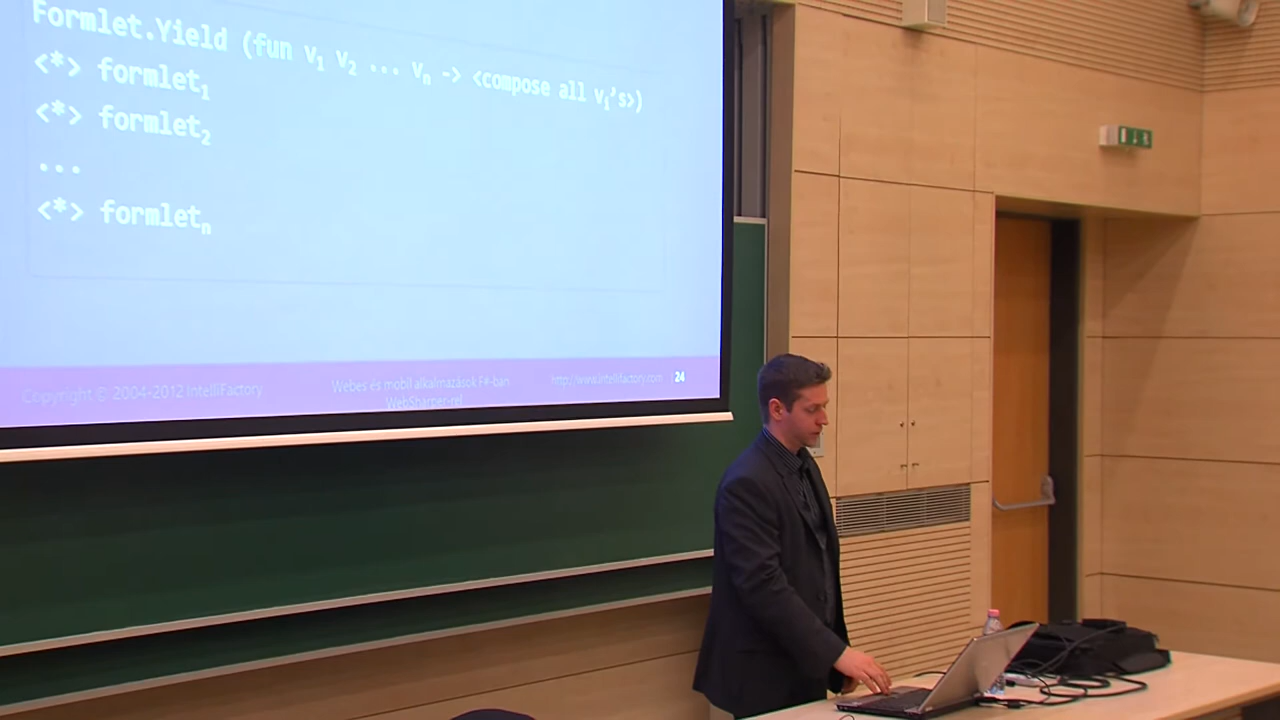 Formlet.Yield (fun v₁ v₂ ... vₙ -> <compose all vᵢ's>)
<*> formlet₁
<*> formlet₂
...
<*> formletₙ
Copyright © 2004-2012 IntelliFactory
Webes és mobil alkalmazások F#-ban
WebSharper-rel
http://www.intellifactory.com | 24